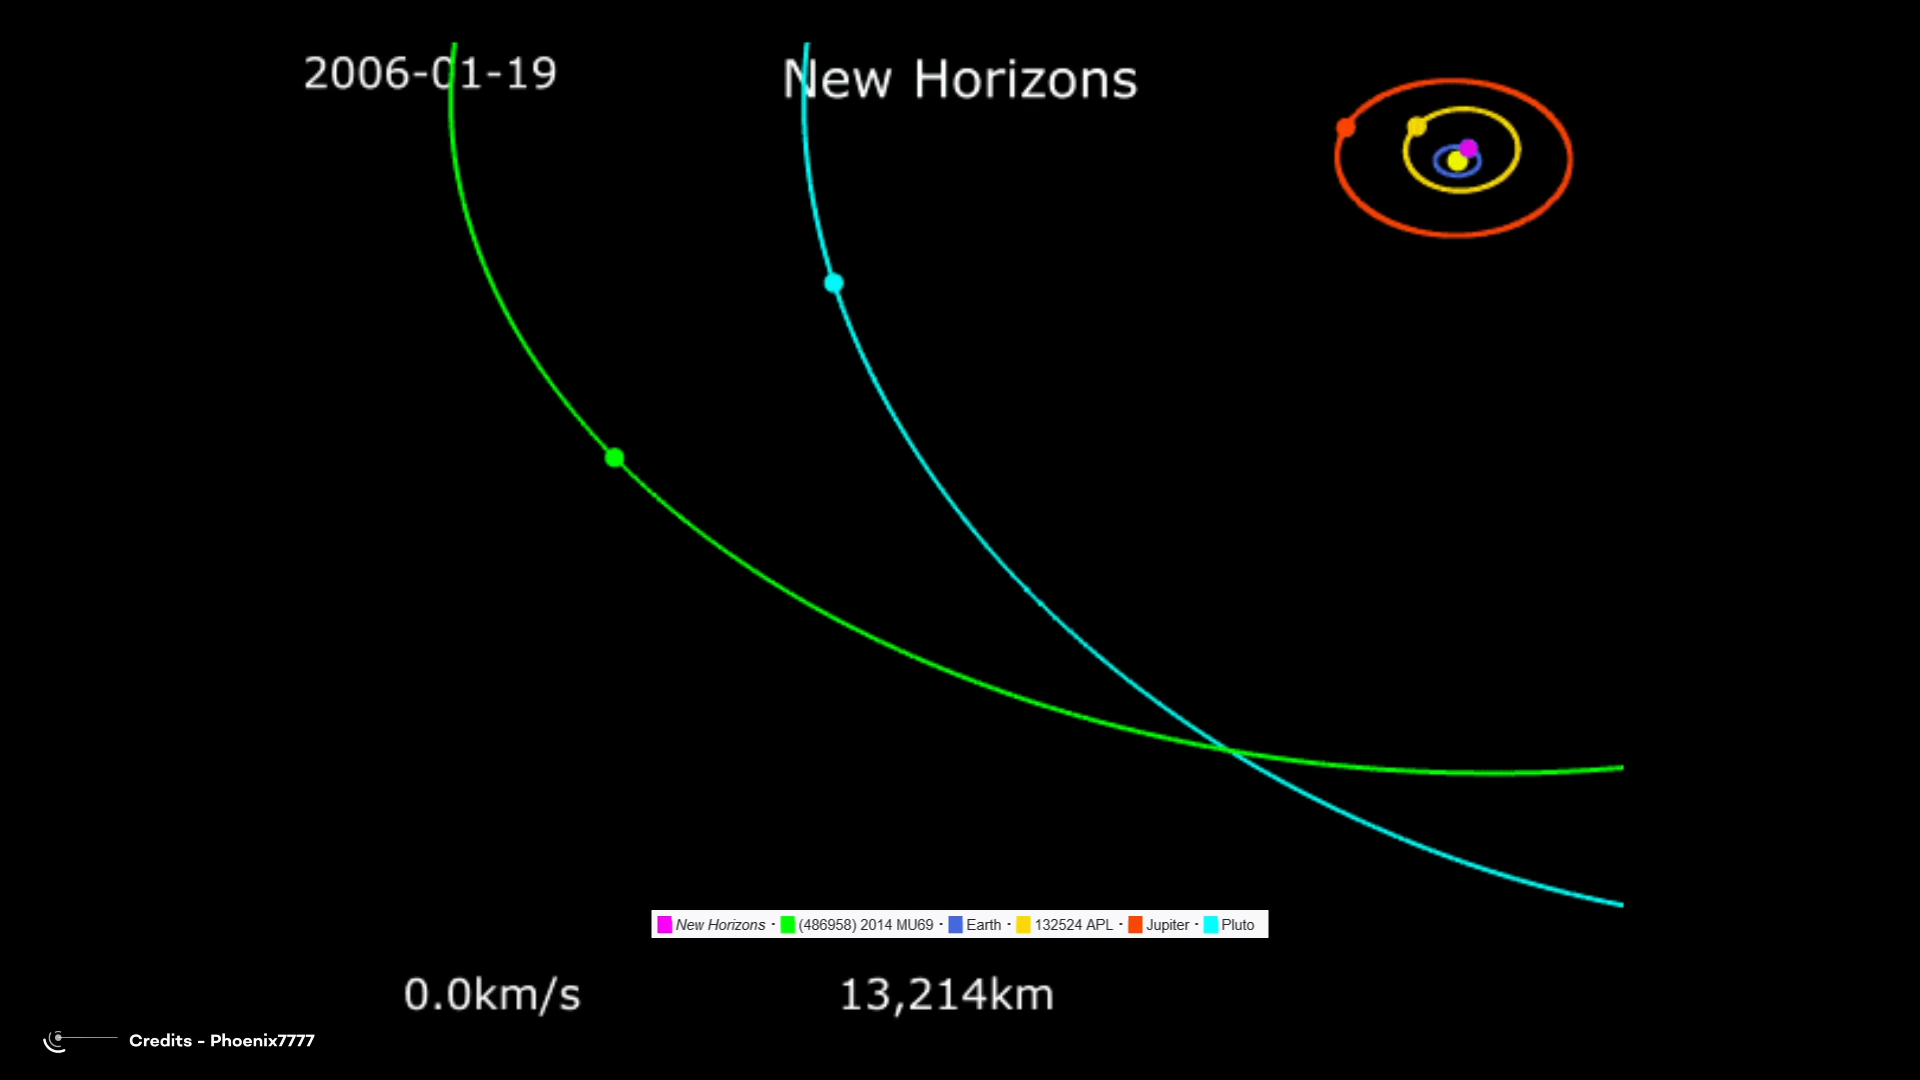 2006-01-19
New Horizons
New Horizons · (486958) 2014 MU69 · Earth · 132524 APL · Jupiter · Pluto
0.0km/s
13,214km
Credits - Phoenix7777